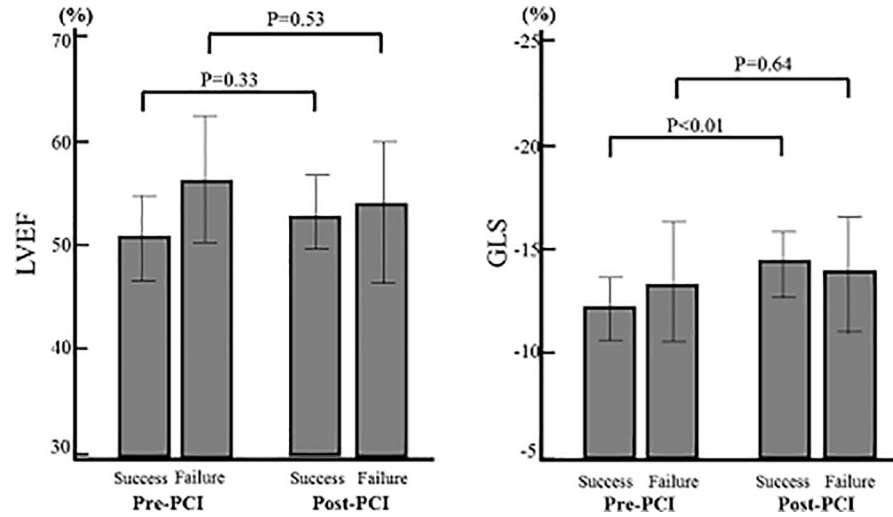 (%)
70
60
50
40
30
LVEF
P=0.53
P=0.33
Success Failure Success Failure
Pre-PCI Post-PCI
(%)
-25
-20
-15
-10
-5
GLS
P=0.64
P<0.01
Success Failure Success Failure
Pre-PCI Post-PCI